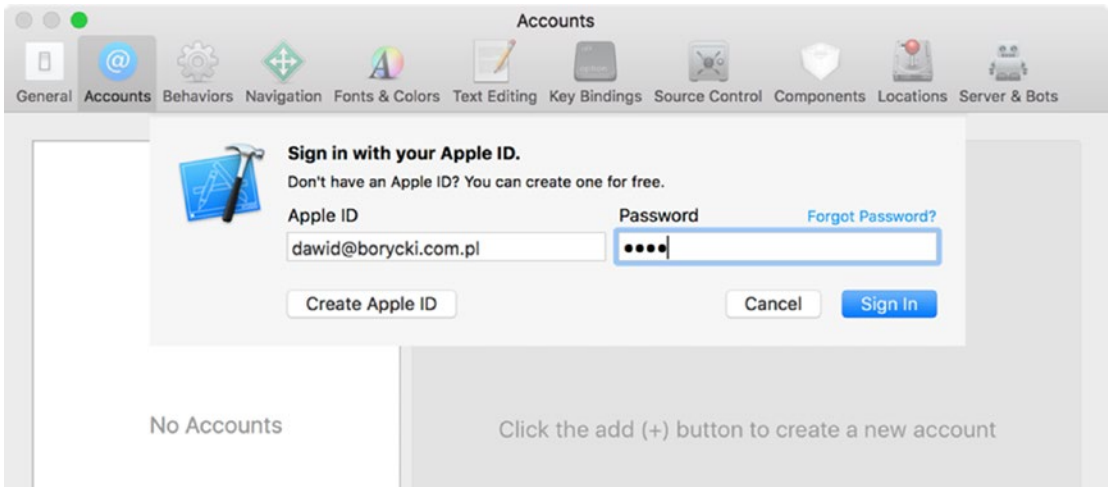 Accounts
General Accounts Behaviors Navigation Fonts & Colors Text Editing Key Bindings Source Control Components Locations Server & Bots
Sign in with your Apple ID.
Don't have an Apple ID? You can create one for free.
Apple ID Password Forgot Password?
dawid@borycki.com.pl ••••
Create Apple ID Cancel Sign In
No Accounts Click the add (+) button to create a new account